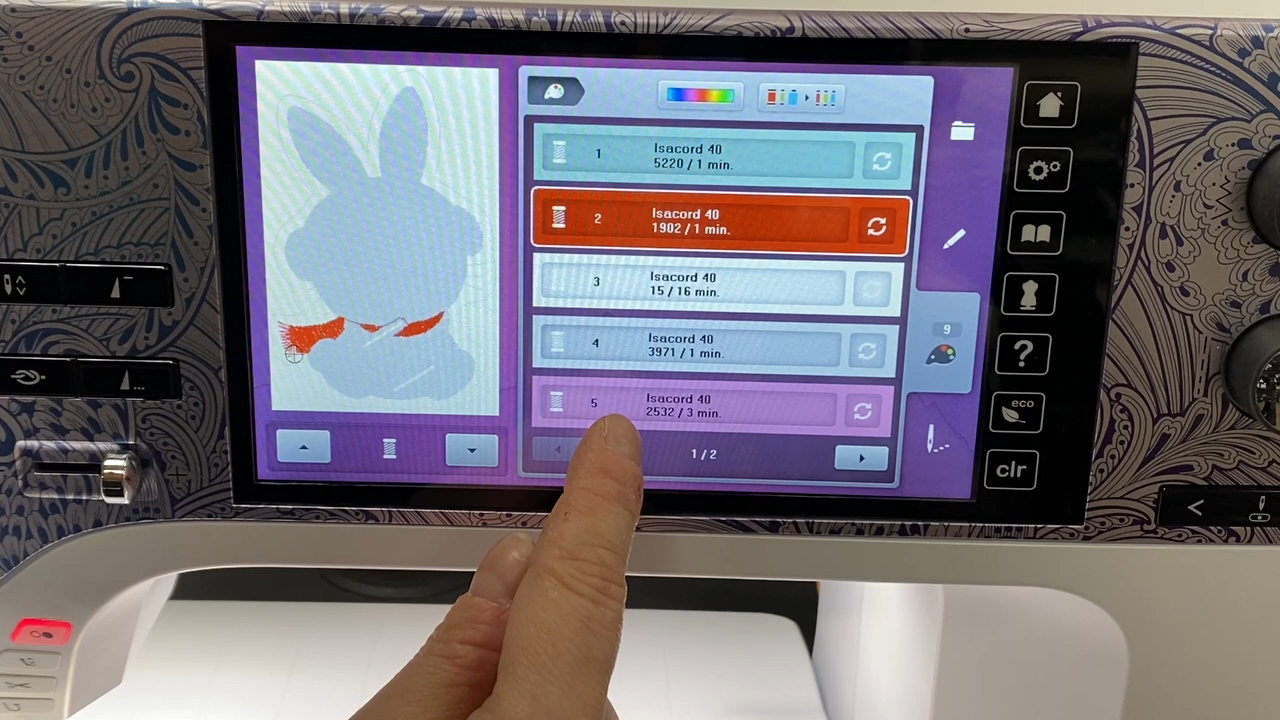 1
Isacord 40
5220 / 1 min.
2
Isacord 40
1902 / 1 min.
3
Isacord 40
15 / 16 min.
4
Isacord 40
3971 / 1 min.
5
Isacord 40
2532 / 3 min.
1 / 2
9
?
eco
clr